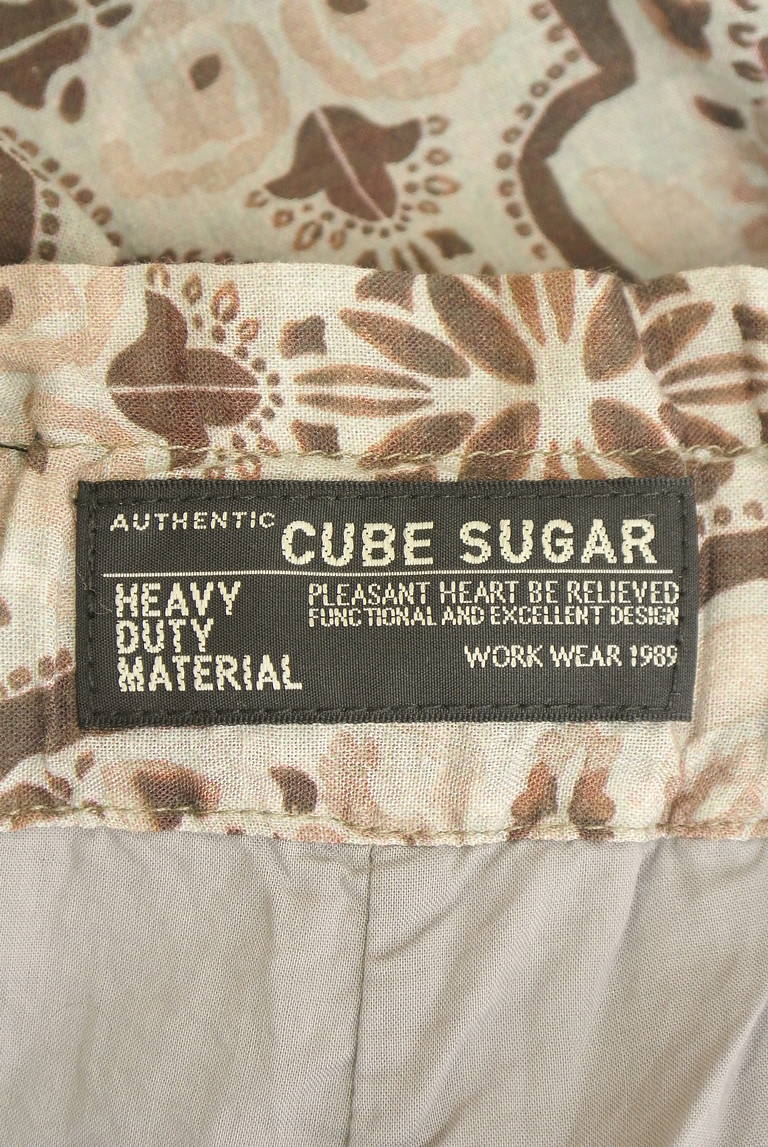 AUTHENTIC CUBE SUGAR
HEAVY DUTY MATERIAL
PLEASANT HEART BE RELIEVED
FUNCTIONAL AND EXCELLENT DESIGN
WORK WEAR 1989